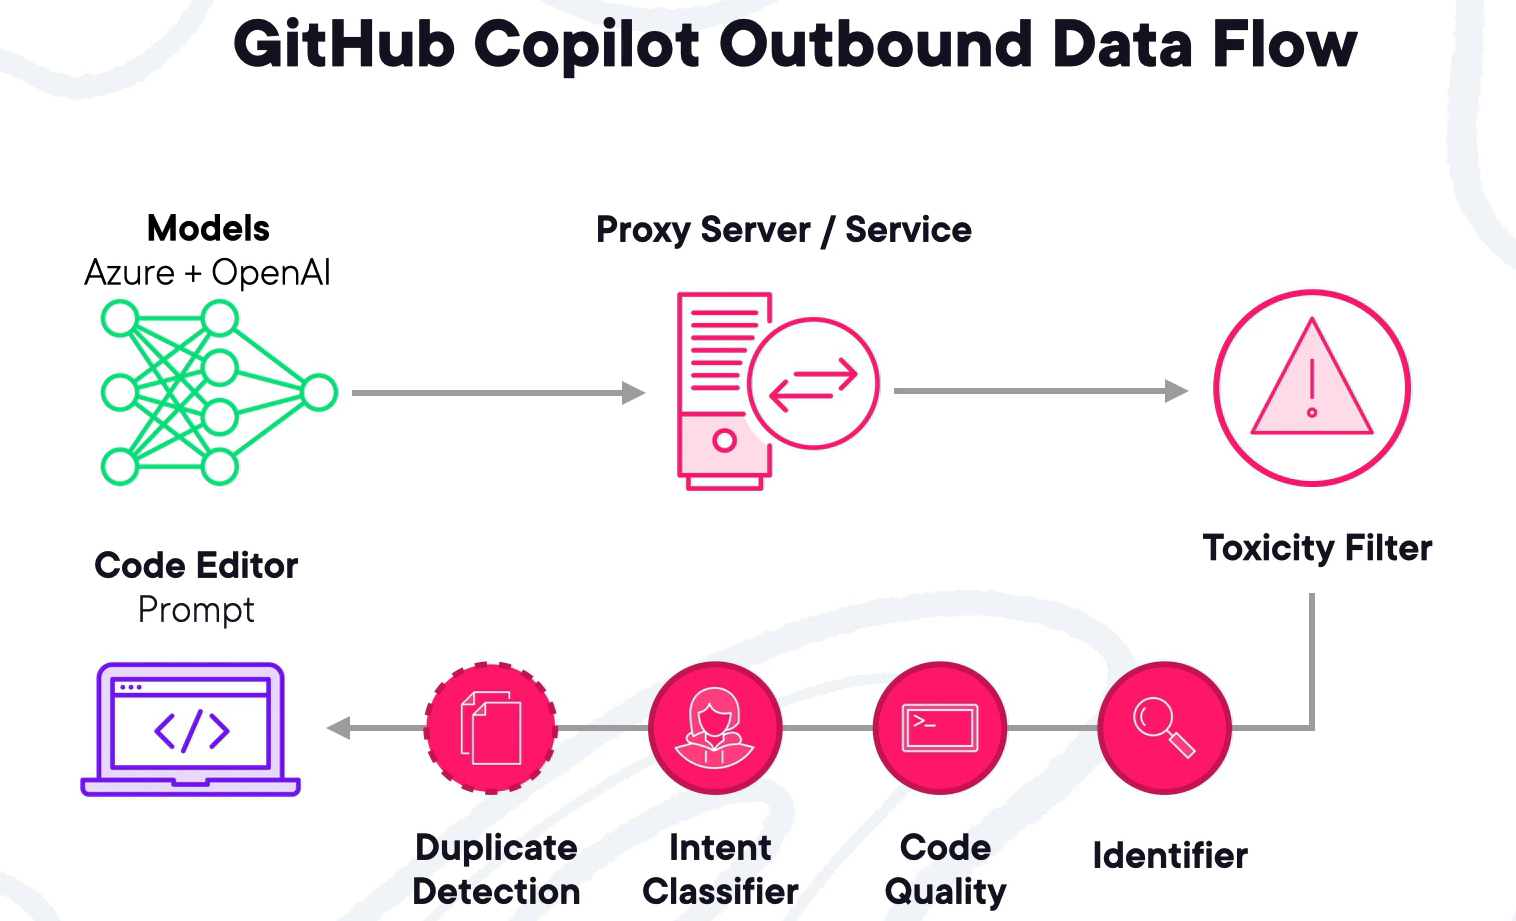 GitHub Copilot Outbound Data Flow
Models
Azure + OpenAI
Proxy Server / Service
Toxicity Filter
Code Editor
Prompt
</>
>_
Duplicate
Detection
Intent
Classifier
Code
Quality
Identifier